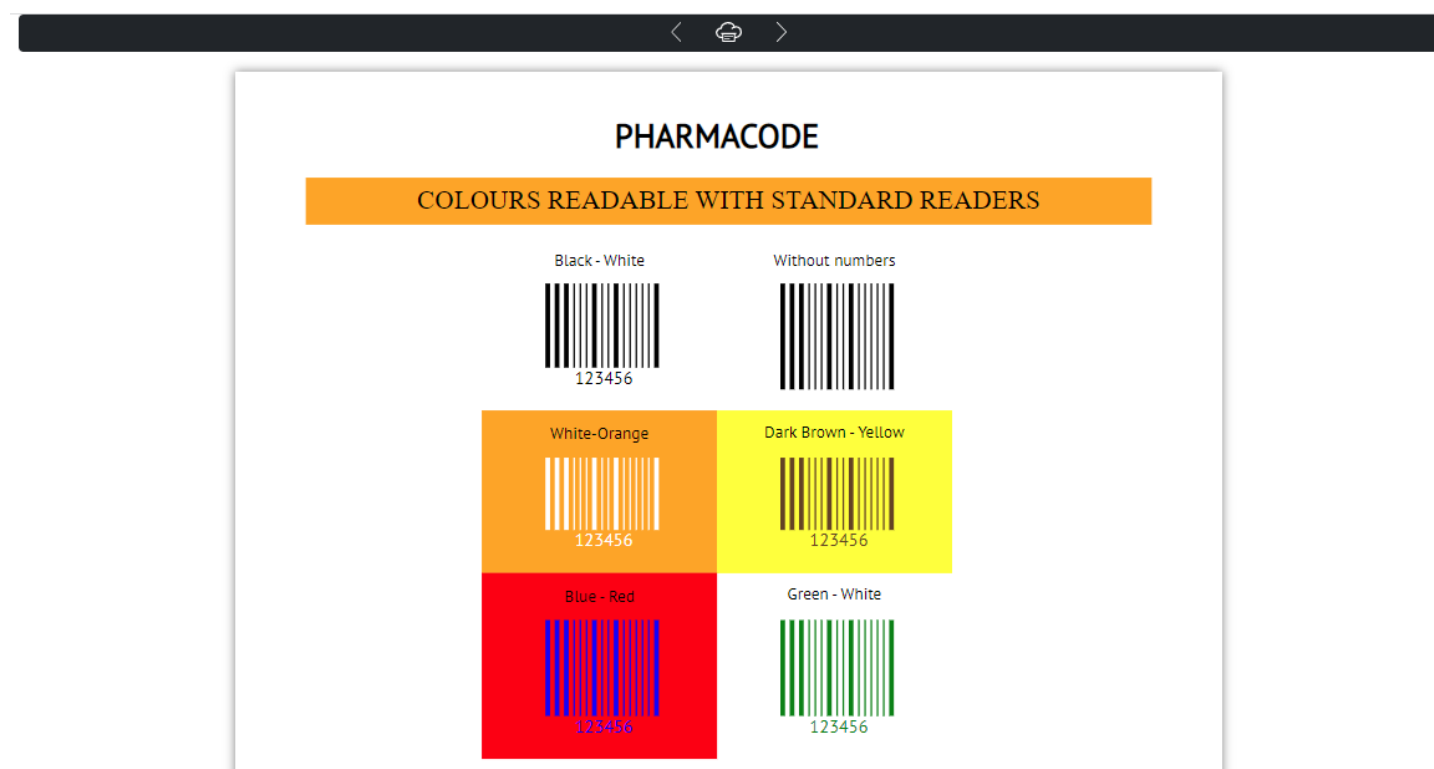 PHARMACODE
COLOURS READABLE WITH STANDARD READERS
Black - White
Without numbers
123456
White-Orange
Dark Brown - Yellow
123456
123456
Blue - Red
Green - White
123456
123456